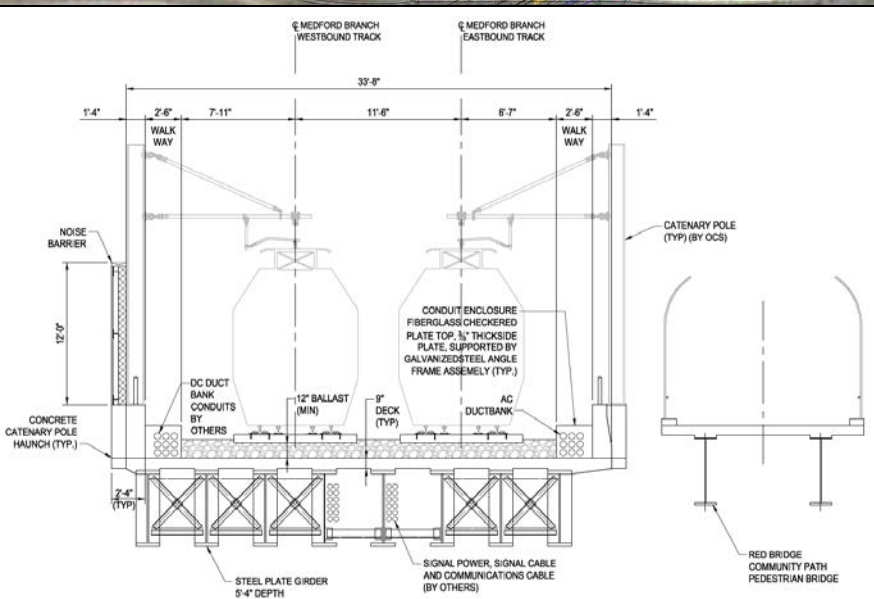 ℄ MEDFORD BRANCH
WESTBOUND TRACK
℄ MEDFORD BRANCH
EASTBOUND TRACK
33'-8"
1'-4"
2'-6"
7'-11"
11'-6"
6'-7"
2'-6"
1'-4"
WALK
WAY
WALK
WAY
NOISE
BARRIER
CATENARY POLE
(TYP) (BY OCS)
12'-0"
CONDUIT ENCLOSURE
FIBERGLASS CHECKERED
PLATE TOP, ⅜" THICKSIDE
PLATE, SUPPORTED BY
GALVANIZEDSTEEL ANGLE
FRAME ASSEMELY (TYP.)
DC DUCT
BANK
CONDUITS
BY
OTHERS
12" BALLAST
(MIN)
9"
DECK
(TYP)
AC
DUCTBANK
CONCRETE
CATENARY POLE
HAUNCH (TYP.)
2'-4"
(TYP)
STEEL PLATE GIRDER
5'-4" DEPTH
SIGNAL POWER, SIGNAL CABLE
AND COMMUNICATIONS CABLE
(BY OTHERS)
RED BRIDGE
COMMUNITY PATH
PEDESTRIAN BRIDGE